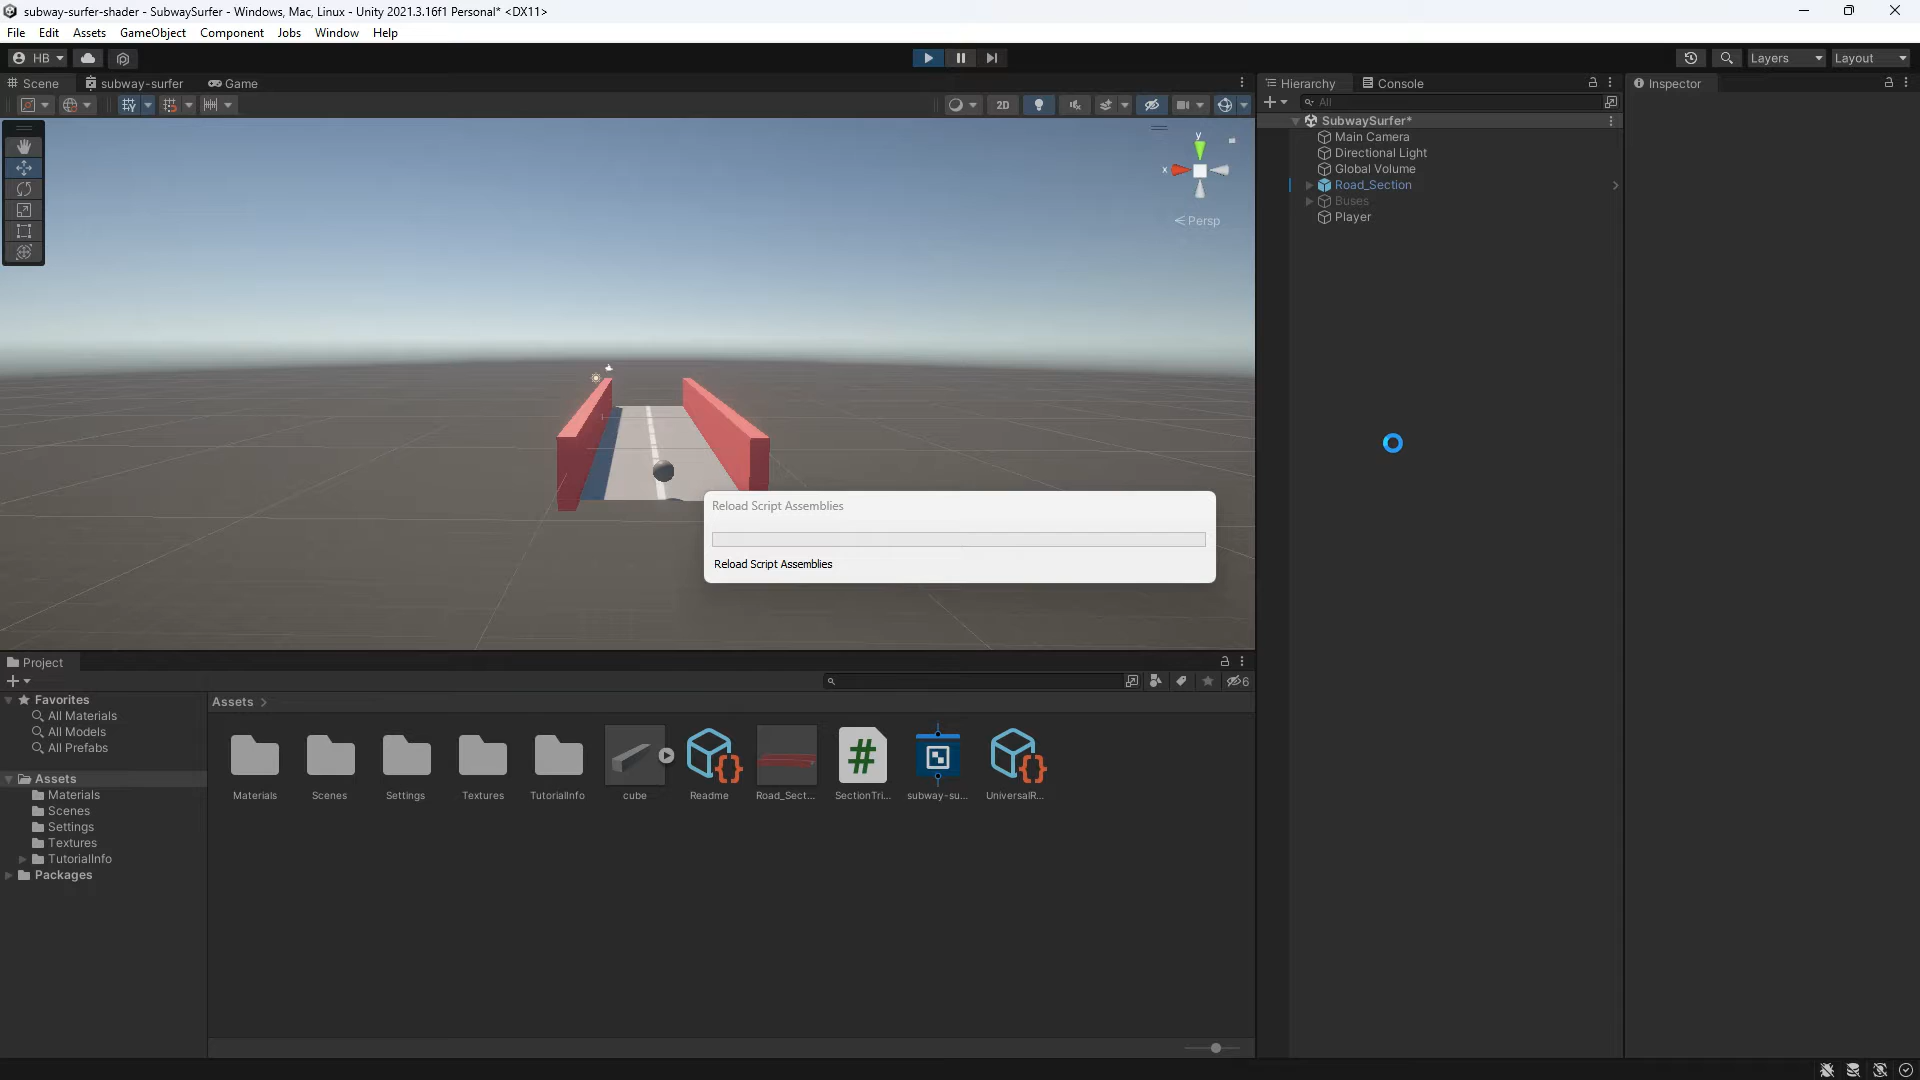 subway-surfer-shader - SubwaySurfer - Windows, Mac, Linux - Unity 2021.3.16f1 Personal* <DX11>
File Edit Assets GameObject Component Jobs Window Help
HB Layers Layout
Scene subway-surfer Game
2D
y
x
Persp
Hierarchy Console
All
SubwaySurfer*
Main Camera
Directional Light
Global Volume
Road_Section
Buses
Player
Inspector
Reload Script Assemblies
Reload Script Assemblies
Project
6
Favorites
All Materials
All Models
All Prefabs
Assets
Materials
Scenes
Settings
Textures
TutorialInfo
Packages
Assets >
Materials Scenes Settings Textures TutorialInfo cube Readme Road_Sect... SectionTri... subway-su... UniversalR...